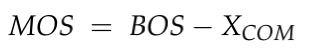 MOS = BOS − X_COM